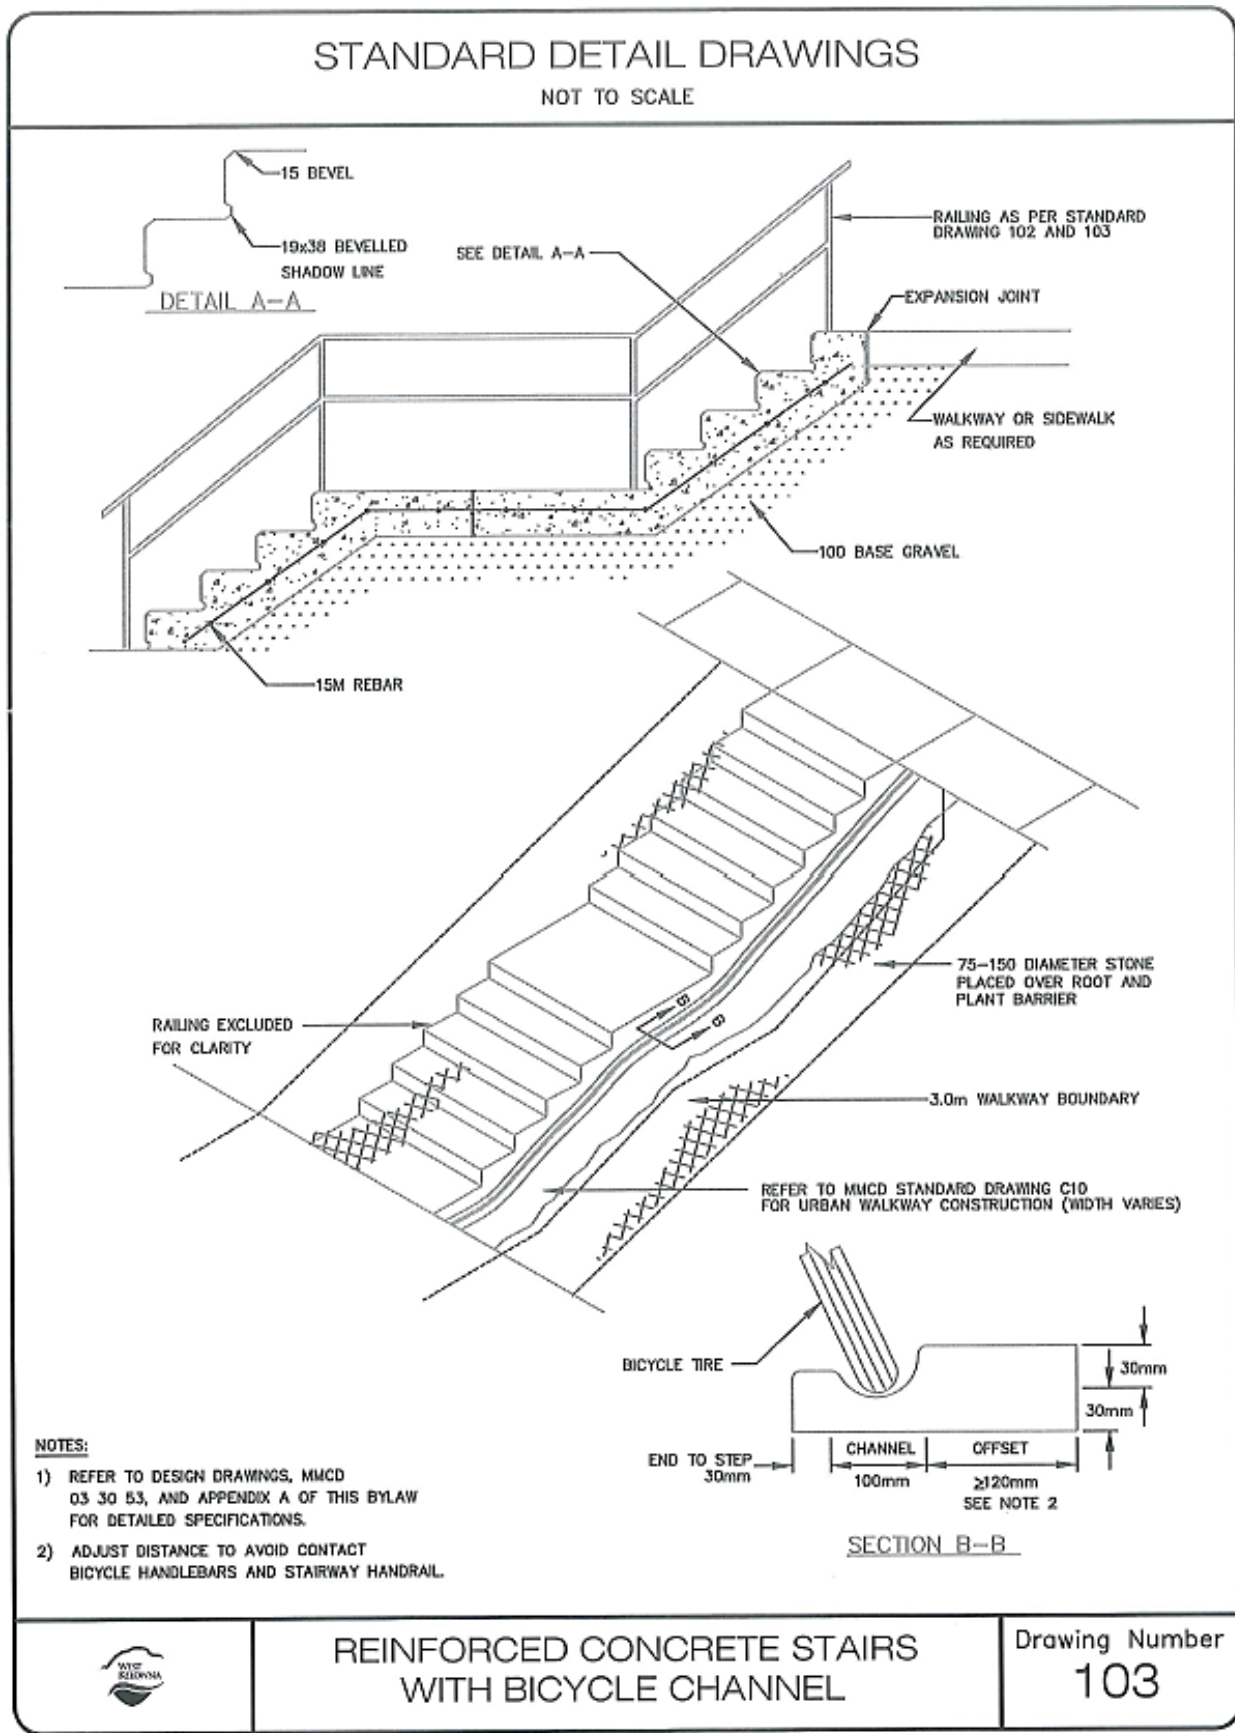 STANDARD DETAIL DRAWINGS
NOT TO SCALE
15 BEVEL
19x38 BEVELLED
SHADOW LINE
DETAIL A-A
SEE DETAIL A-A
RAILING AS PER STANDARD
DRAWING 102 AND 103
EXPANSION JOINT
WALKWAY OR SIDEWALK
AS REQUIRED
100 BASE GRAVEL
15M REBAR
75-150 DIAMETER STONE
PLACED OVER ROOT AND
PLANT BARRIER
B
B
RAILING EXCLUDED
FOR CLARITY
3.0m WALKWAY BOUNDARY
REFER TO MMCD STANDARD DRAWING C10
FOR URBAN WALKWAY CONSTRUCTION (WIDTH VARIES)
BICYCLE TIRE
30mm
30mm
END TO STEP
30mm
CHANNEL
100mm
OFFSET
≥120mm
SEE NOTE 2
SECTION B-B
NOTES:
1) REFER TO DESIGN DRAWINGS, MMCD
03 30 53, AND APPENDIX A OF THIS BYLAW
FOR DETAILED SPECIFICATIONS.
2) ADJUST DISTANCE TO AVOID CONTACT
BICYCLE HANDLEBARS AND STAIRWAY HANDRAIL.
WEST
KELOWNA
REINFORCED CONCRETE STAIRS
WITH BICYCLE CHANNEL
Drawing Number
103